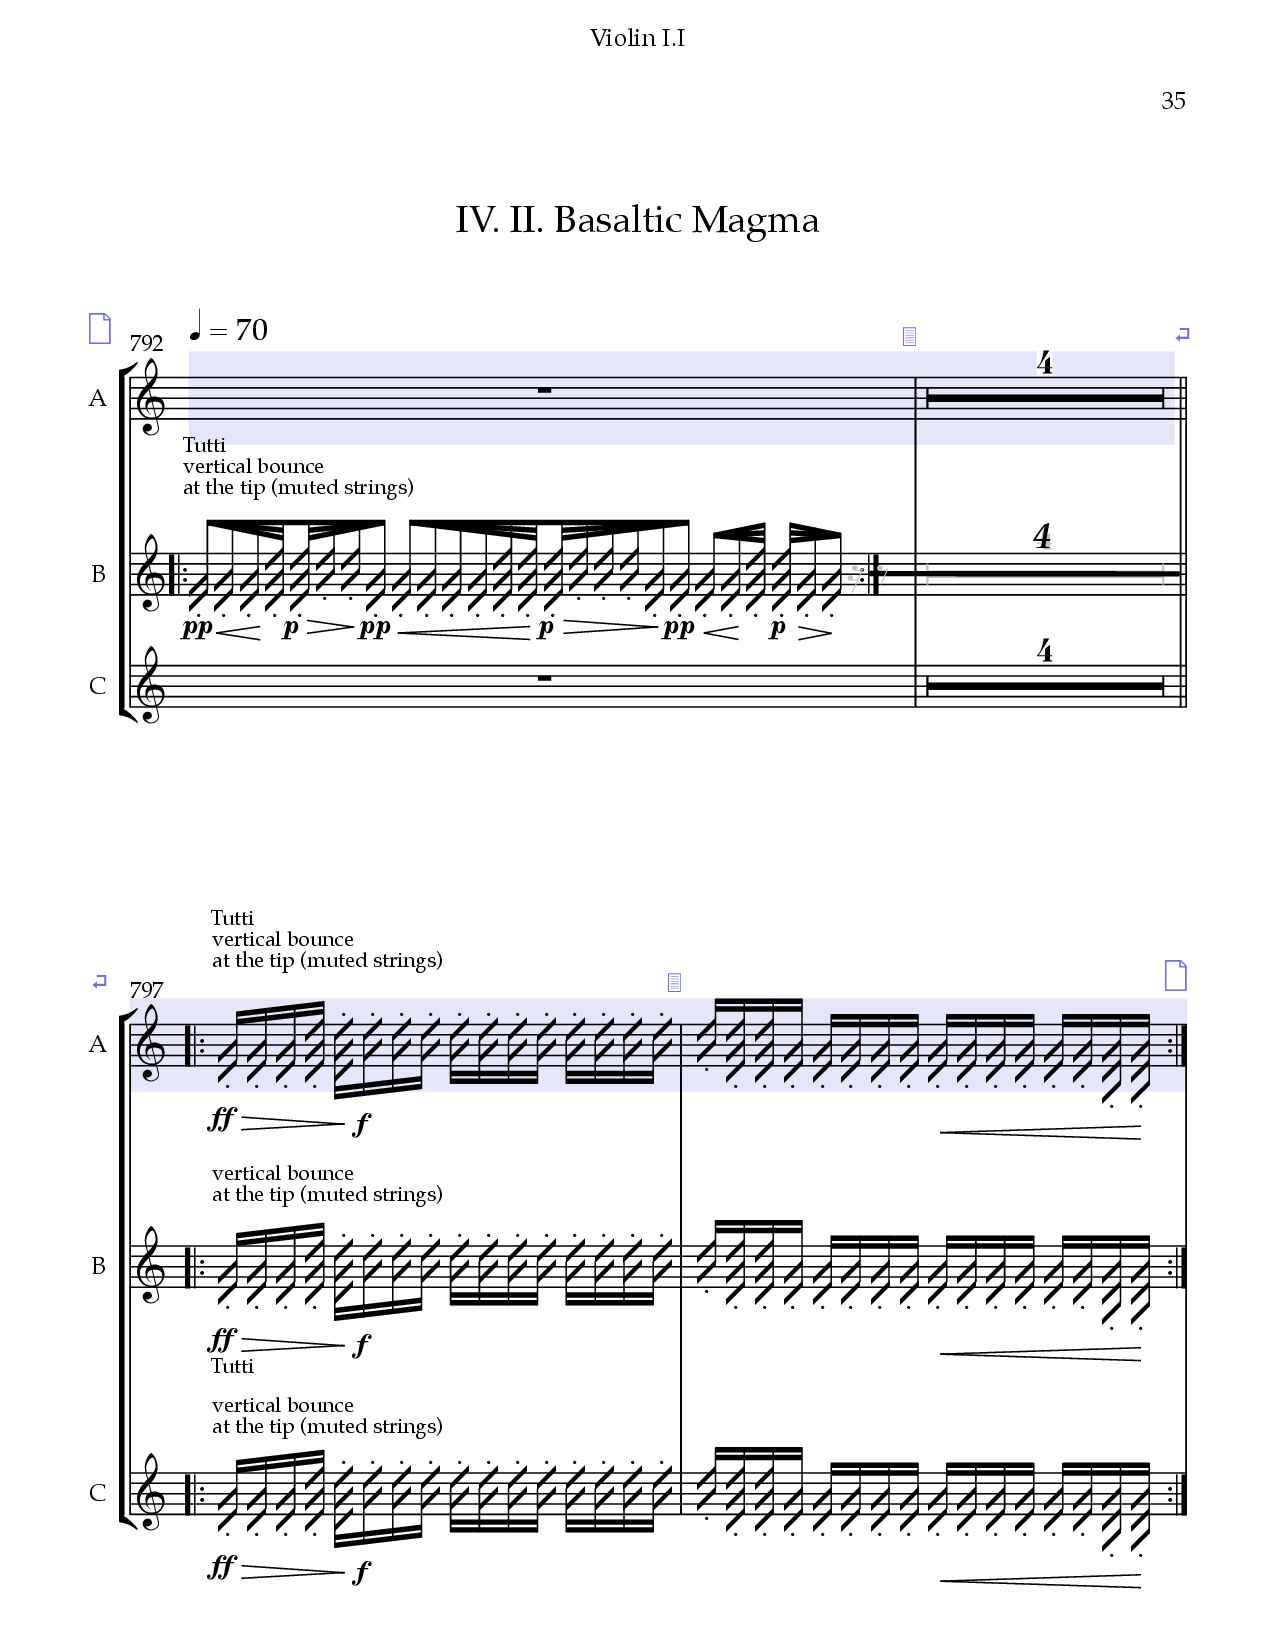 Violin I.I
35
IV. II. Basaltic Magma
792
= 70
A
4
Tutti
vertical bounce
at the tip (muted strings)
B
4
pp p pp p pp p
C
4
Tutti
vertical bounce
at the tip (muted strings)
797
A
ff f
vertical bounce
at the tip (muted strings)
B
ff f
Tutti
vertical bounce
at the tip (muted strings)
C
ff f